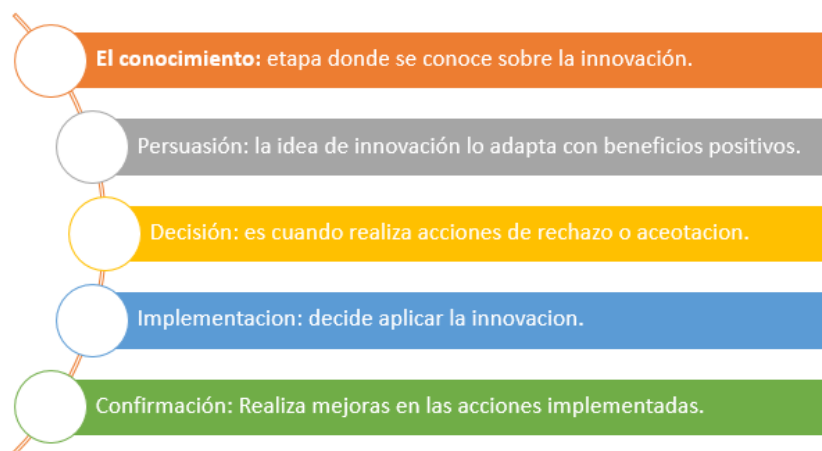 El conocimiento: etapa donde se conoce sobre la innovación.
Persuasión: la idea de innovación lo adapta con beneficios positivos.
Decisión: es cuando realiza acciones de rechazo o aceotacion.
Implementacion: decide aplicar la innovacion.
Confirmación: Realiza mejoras en las acciones implementadas.